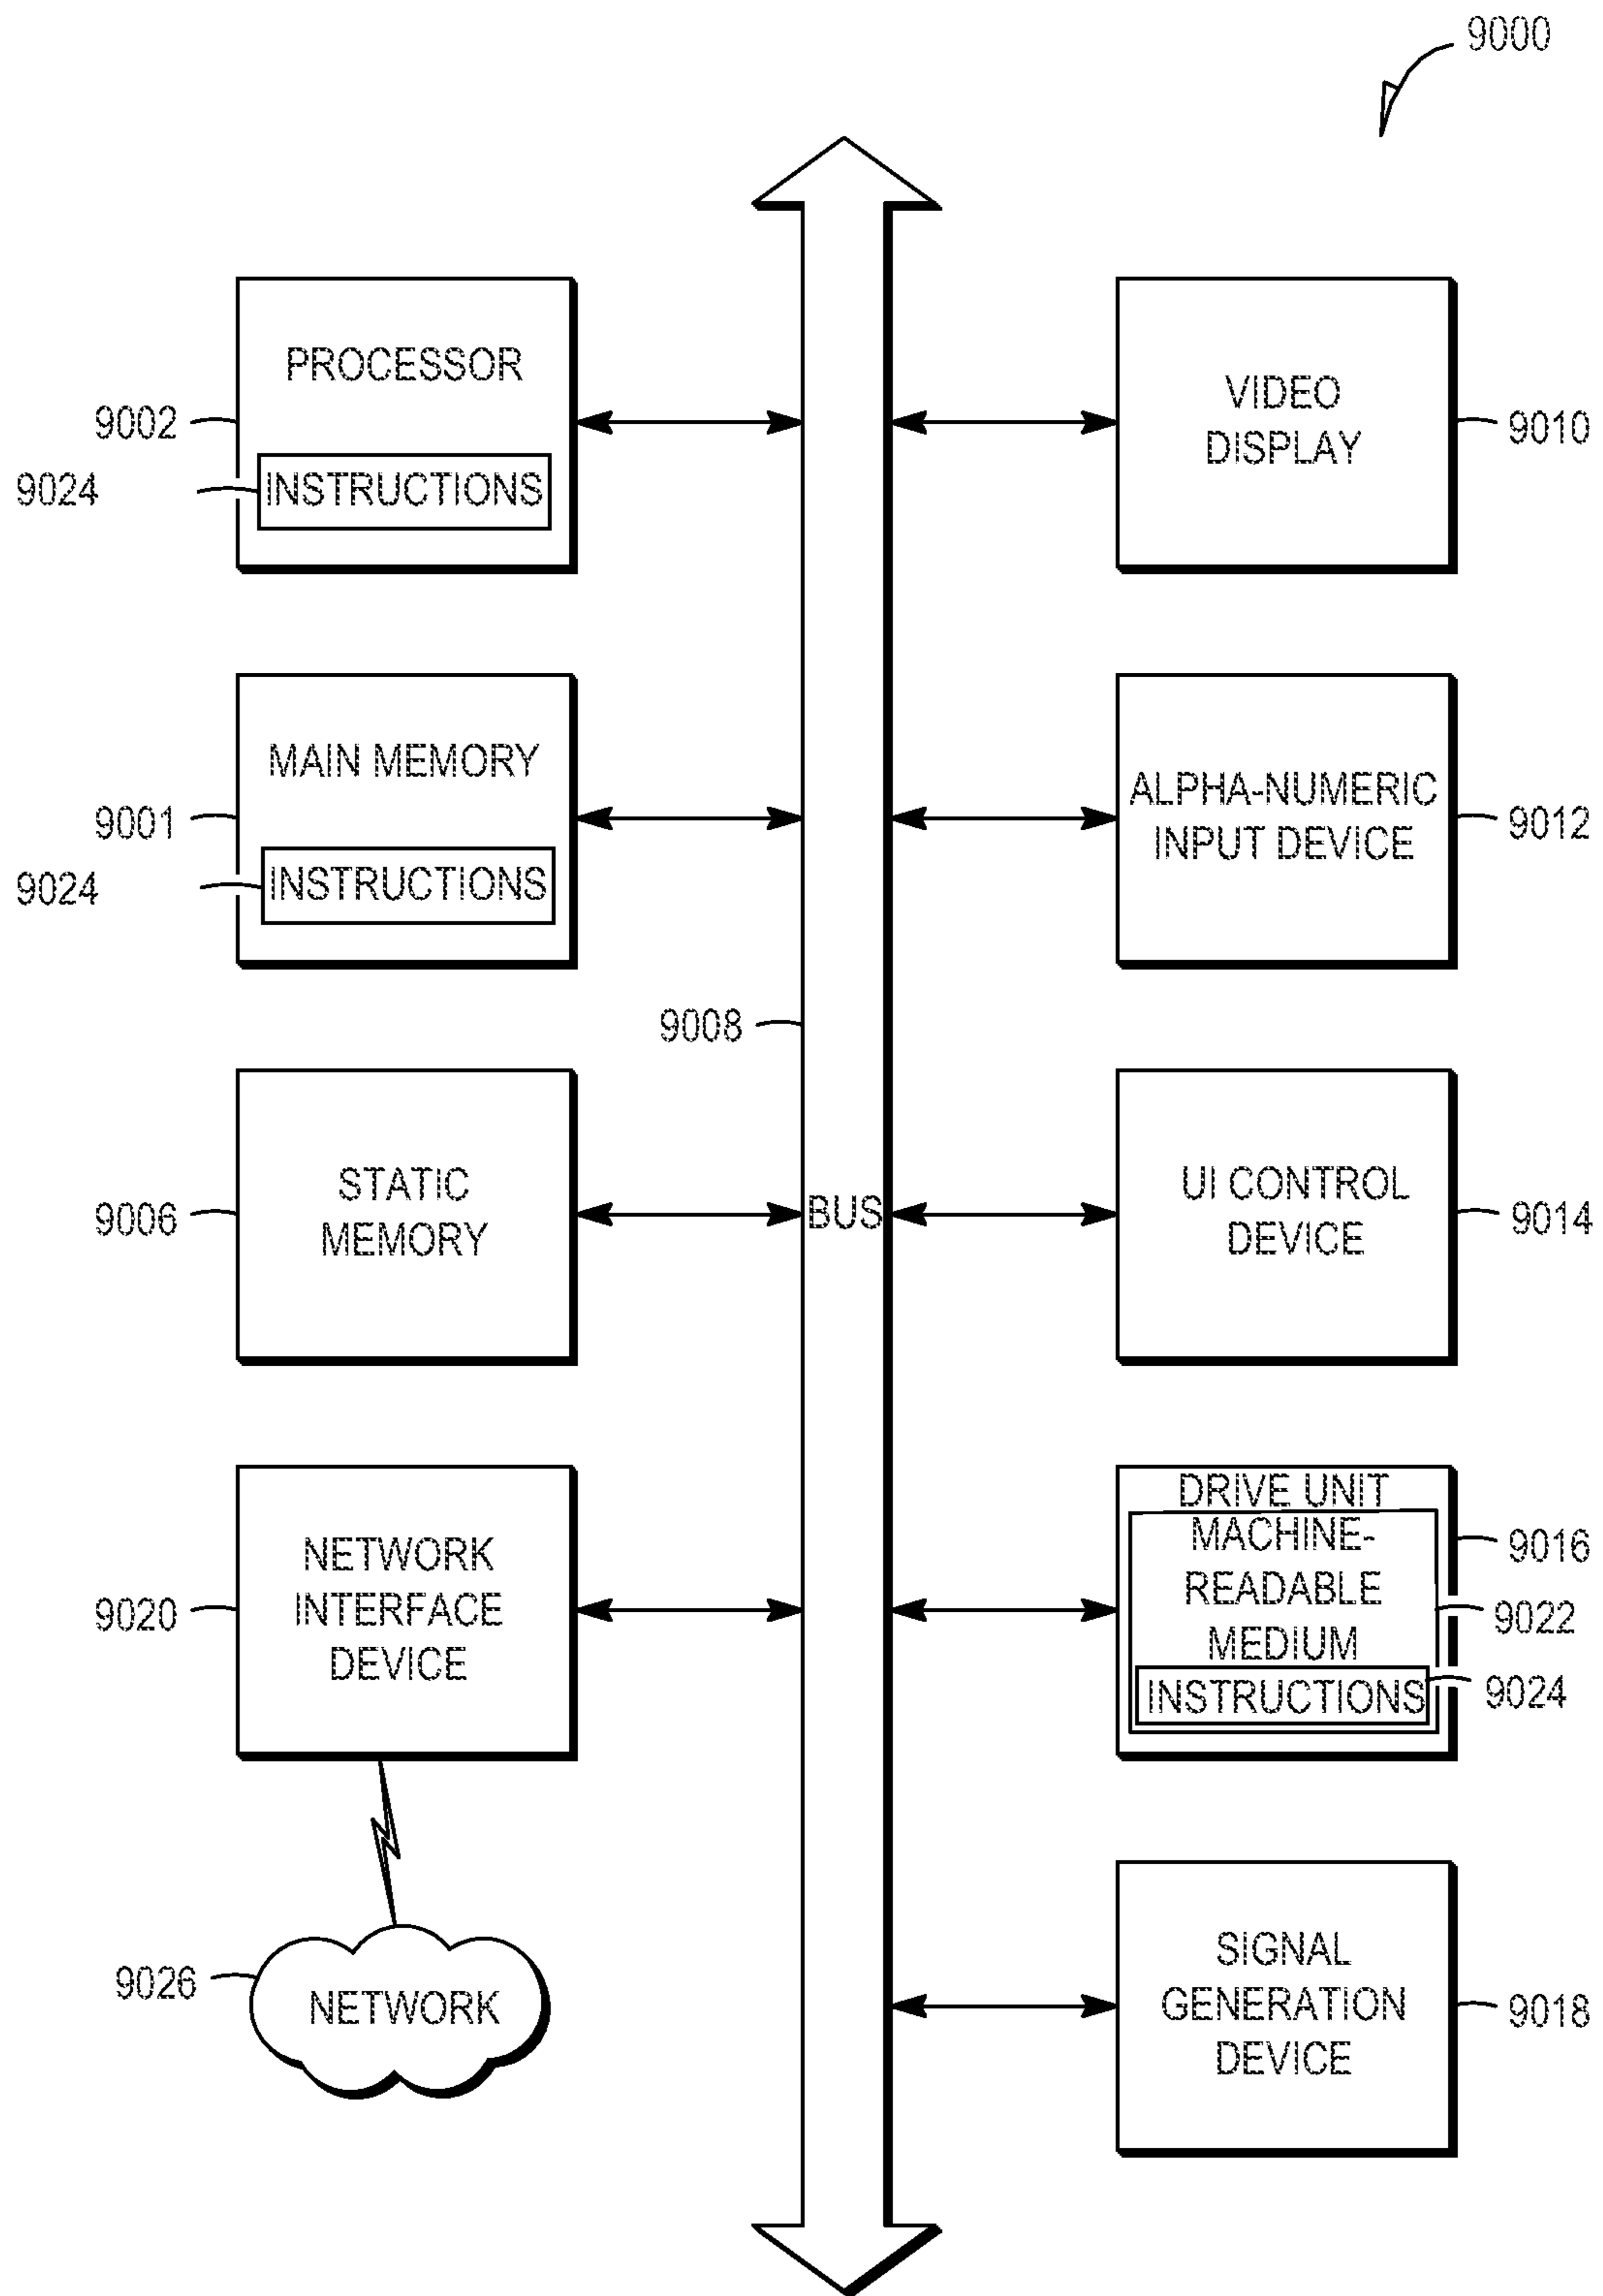 9000
PROCESSOR
9002
9024
INSTRUCTIONS
MAIN MEMORY
9001
9024
INSTRUCTIONS
9008
STATIC
MEMORY
9006
BUS
NETWORK
INTERFACE
DEVICE
9020
9026
NETWORK
VIDEO
DISPLAY
9010
ALPHA-NUMERIC
INPUT DEVICE
9012
UI CONTROL
DEVICE
9014
DRIVE UNIT
MACHINE-
READABLE
MEDIUM
INSTRUCTIONS
9016
9022
9024
SIGNAL
GENERATION
DEVICE
9018